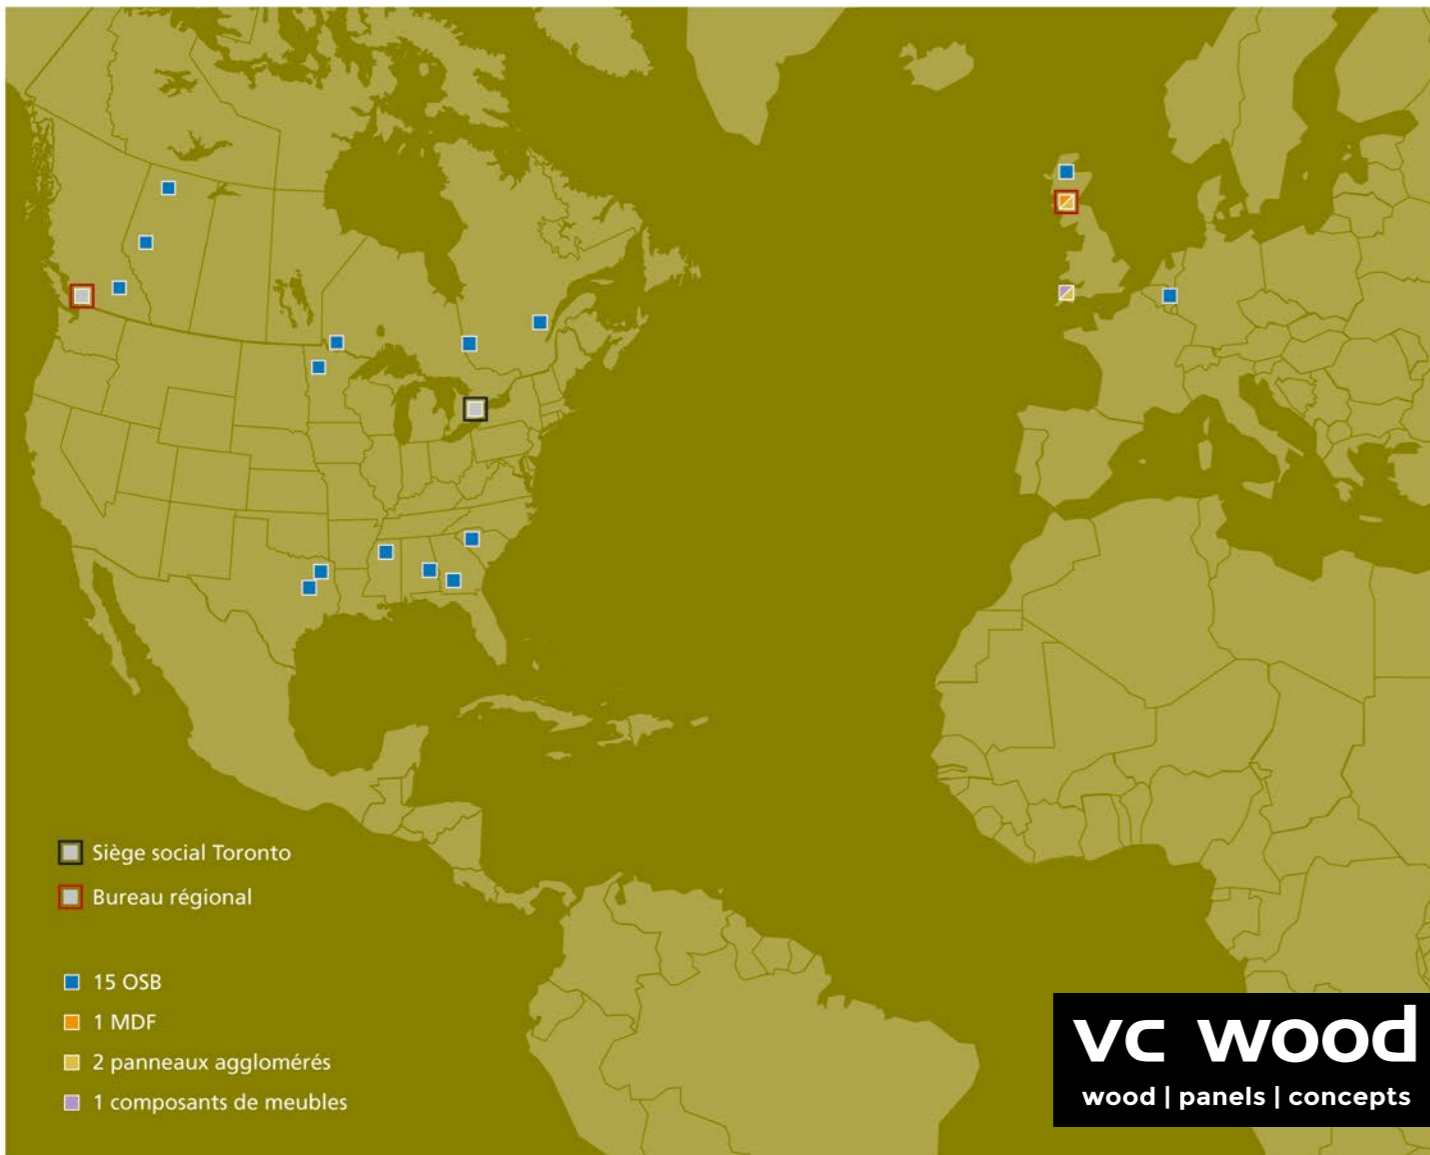 Siège social Toronto
Bureau régional
15 OSB
1 MDF
2 panneaux agglomérés
1 composants de meubles
vc wood
wood | panels | concepts